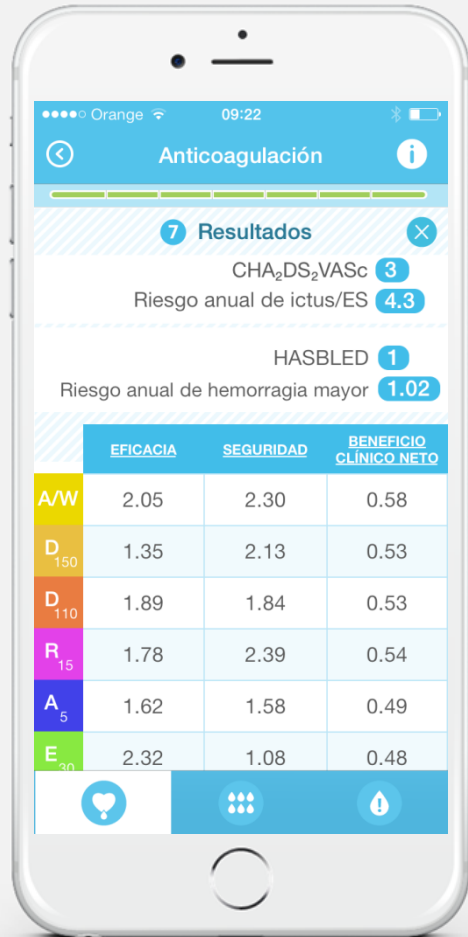 Orange 09:22
Anticoagulación i
7 Resultados
CHA₂DS₂VASc 3
Riesgo anual de ictus/ES 4.3
HASBLED 1
Riesgo anual de hemorragia mayor 1.02
EFICACIA SEGURIDAD BENEFICIO
CLÍNICO NETO
A/W 2.05 2.30 0.58
D150 1.35 2.13 0.53
D110 1.89 1.84 0.53
R15 1.78 2.39 0.54
A5 1.62 1.58 0.49
E30 2.32 1.08 0.48